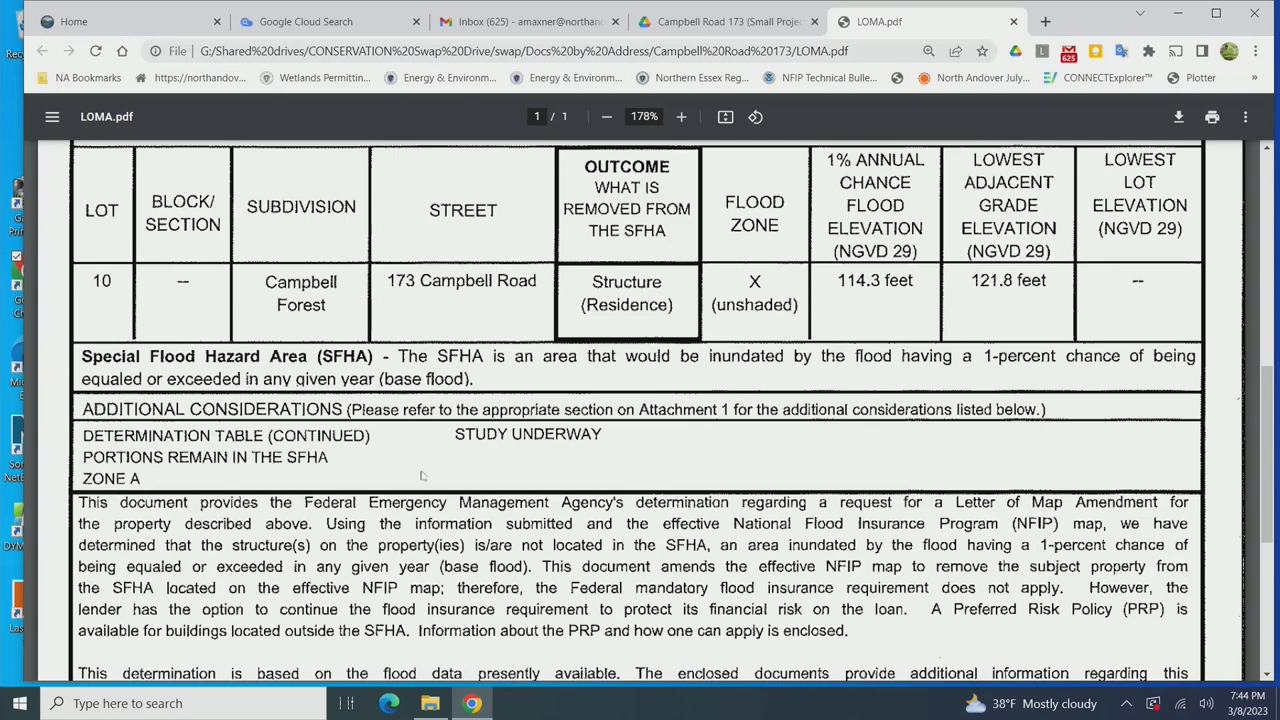 Home
Google Cloud Search
Inbox (625) - amaxner@northan
Campbell Road 173 (Small Projec
LOMA.pdf
File
G:/Shared%20drives/CONSERVATION%20Swap%20Drive/swap/Docs%20by%20Address/Campbell%20Road%20173/LOMA.pdf
625
NA Bookmarks
https://northandov...
Wetlands Permittin...
Energy & Environm...
Energy & Environm...
Northern Essex Reg...
NFIP Technical Bulle...
North Andover July...
CONNECTExplorer™
Plotter
»
LOMA.pdf
1 / 1
178%
LOT
BLOCK/
SECTION
SUBDIVISION
STREET
OUTCOME
WHAT IS
REMOVED FROM
THE SFHA
FLOOD
ZONE
1% ANNUAL
CHANCE
FLOOD
ELEVATION
(NGVD 29)
LOWEST
ADJACENT
GRADE
ELEVATION
(NGVD 29)
LOWEST
LOT
ELEVATION
(NGVD 29)
10
--
Campbell
Forest
173 Campbell Road
Structure
(Residence)
X
(unshaded)
114.3 feet
121.8 feet
--
Special Flood Hazard Area (SFHA) - The SFHA is an area that would be inundated by the flood having a 1-percent chance of being
equaled or exceeded in any given year (base flood).
ADDITIONAL CONSIDERATIONS (Please refer to the appropriate section on Attachment 1 for the additional considerations listed below.)
DETERMINATION TABLE (CONTINUED)
STUDY UNDERWAY
PORTIONS REMAIN IN THE SFHA
ZONE A
This document provides the Federal Emergency Management Agency's determination regarding a request for a Letter of Map Amendment for
the property described above. Using the information submitted and the effective National Flood Insurance Program (NFIP) map, we have
determined that the structure(s) on the property(ies) is/are not located in the SFHA, an area inundated by the flood having a 1-percent chance of
being equaled or exceeded in any given year (base flood). This document amends the effective NFIP map to remove the subject property from
the SFHA located on the effective NFIP map; therefore, the Federal mandatory flood insurance requirement does not apply. However, the
lender has the option to continue the flood insurance requirement to protect its financial risk on the loan. A Preferred Risk Policy (PRP) is
available for buildings located outside the SFHA. Information about the PRP and how one can apply is enclosed.
This determination is based on the flood data presently available. The enclosed documents provide additional information regarding this
Type here to search
38°F Mostly cloudy
7:44 PM
3/8/2023